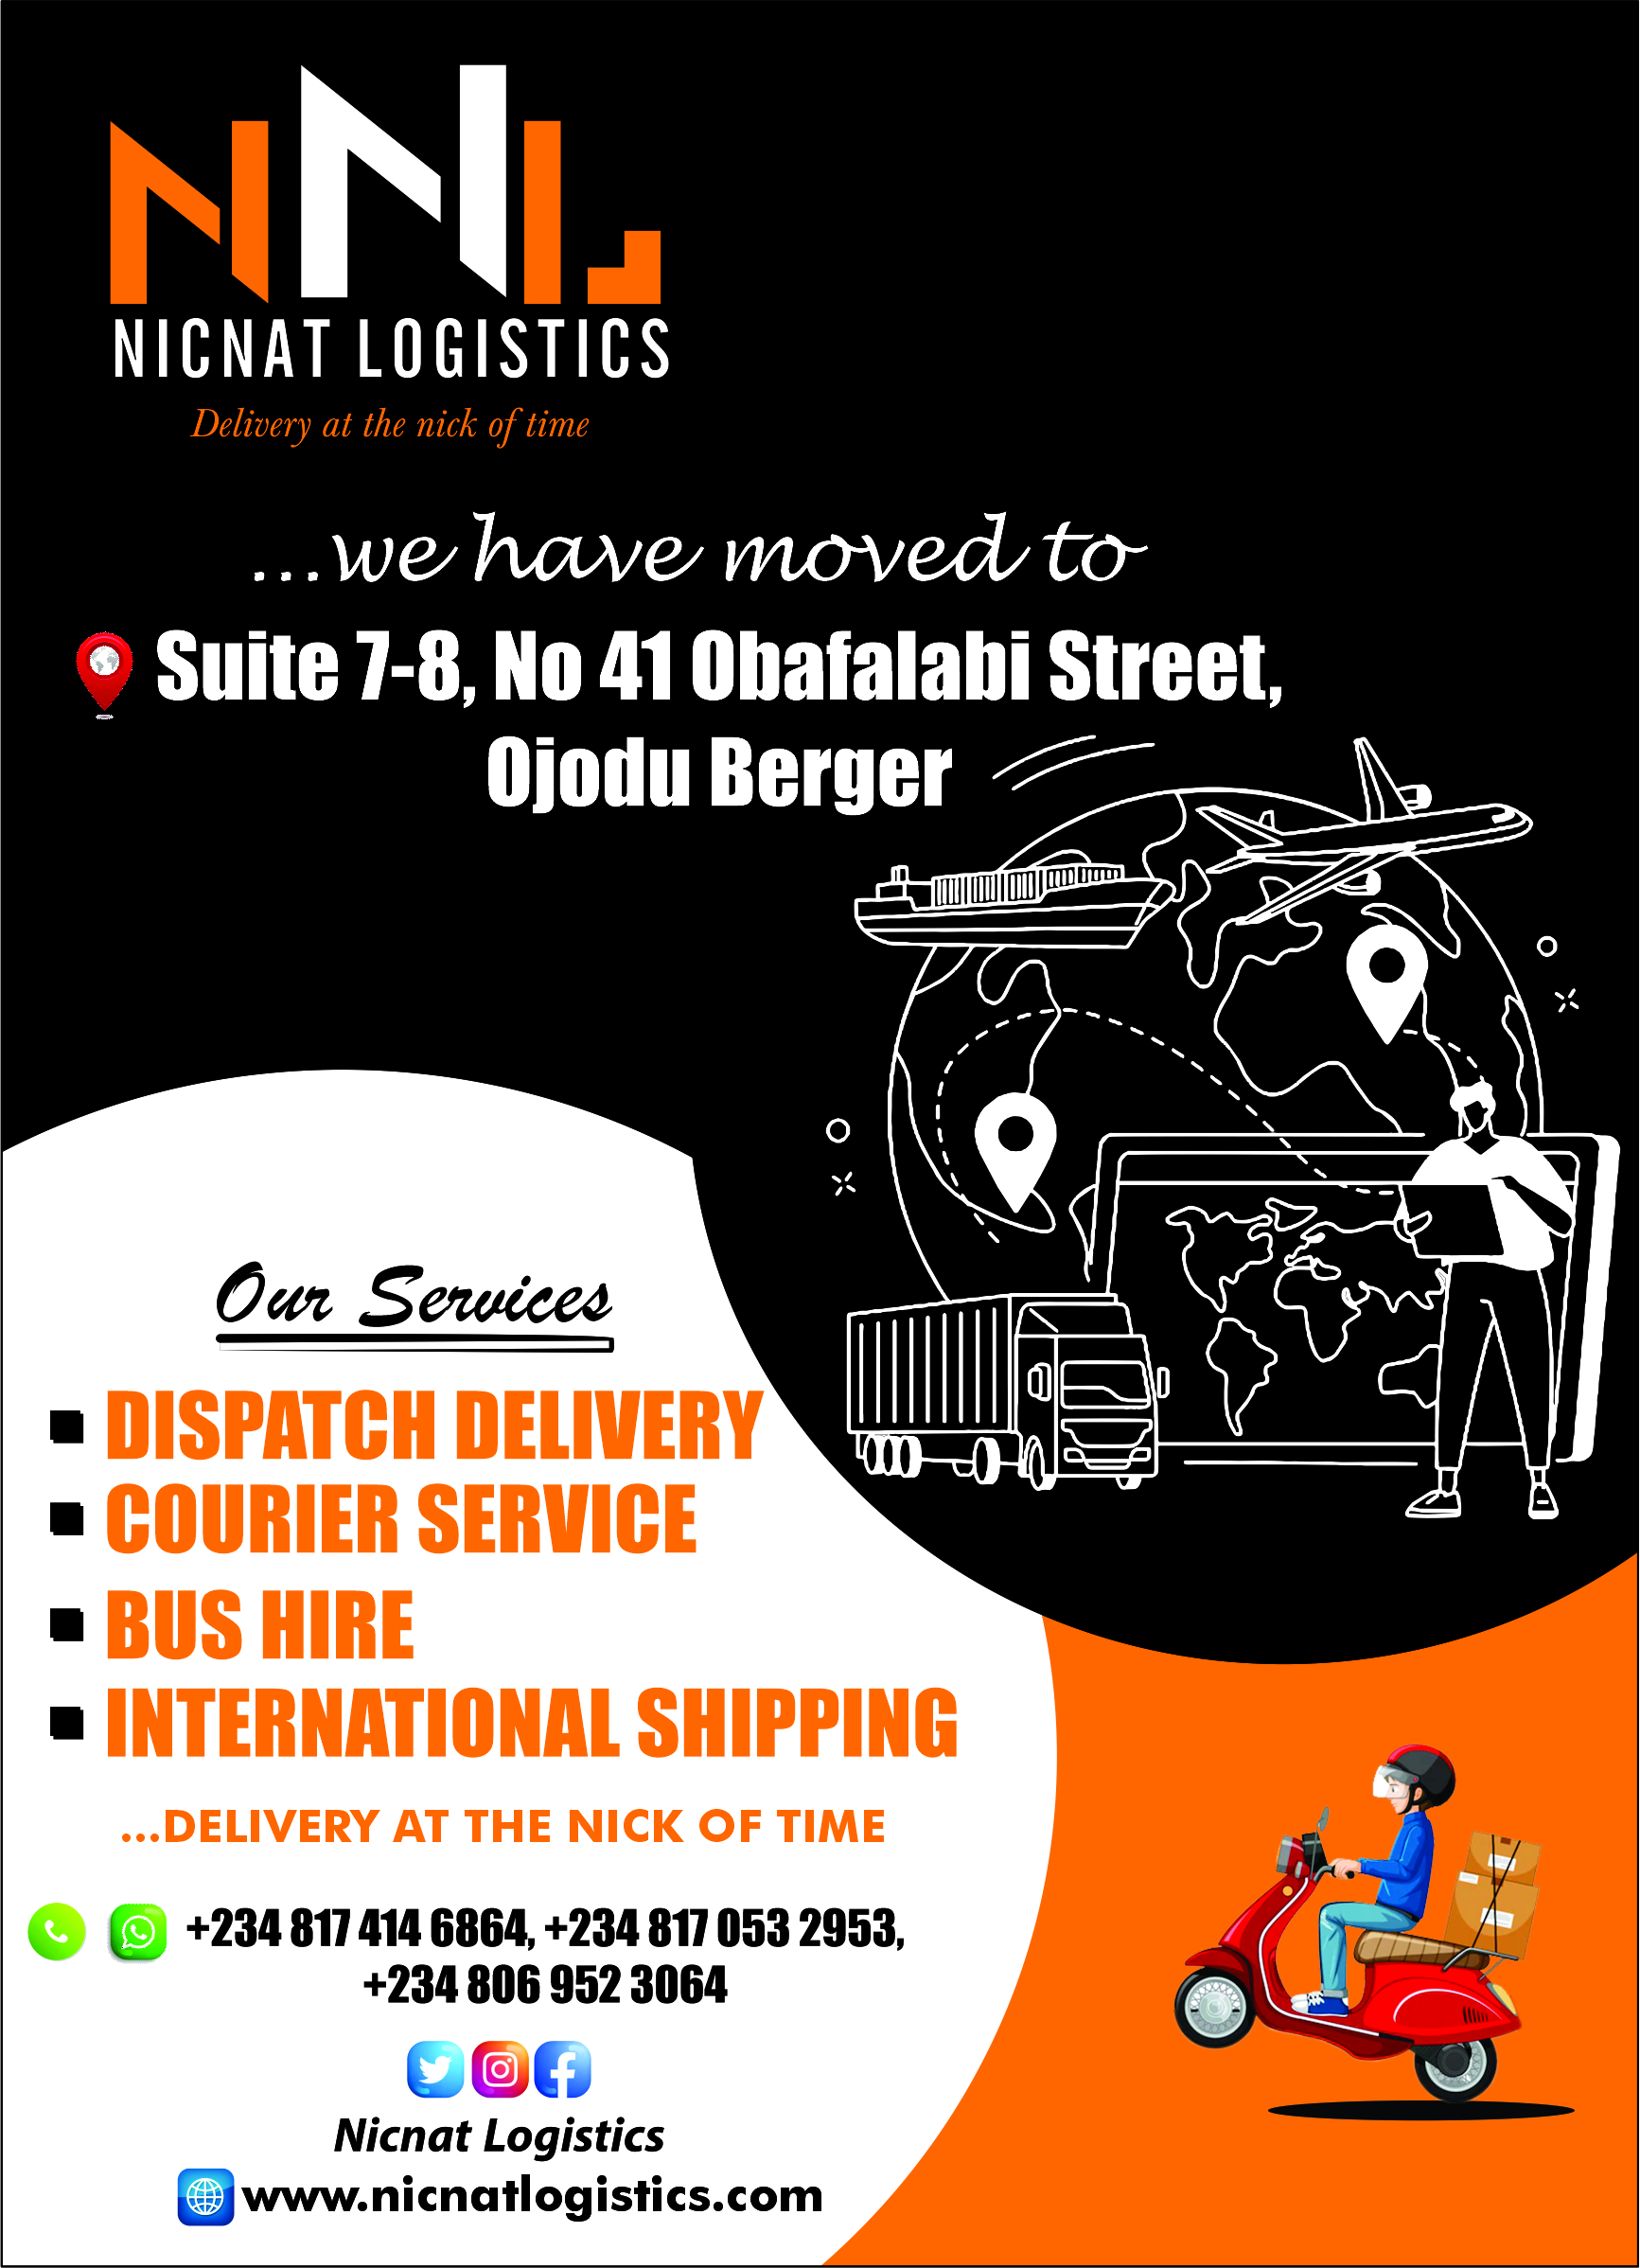 NNL
NICNAT LOGISTICS
Delivery at the nick of time
...we have moved to
Suite 7-8, No 41 Obafalabi Street,
Ojodu Berger
Our Services
▪ DISPATCH DELIVERY
▪ COURIER SERVICE
▪ BUS HIRE
▪ INTERNATIONAL SHIPPING
...DELIVERY AT THE NICK OF TIME
+234 817 414 6864, +234 817 053 2953,
+234 806 952 3064
Nicnat Logistics
www.nicnatlogistics.com